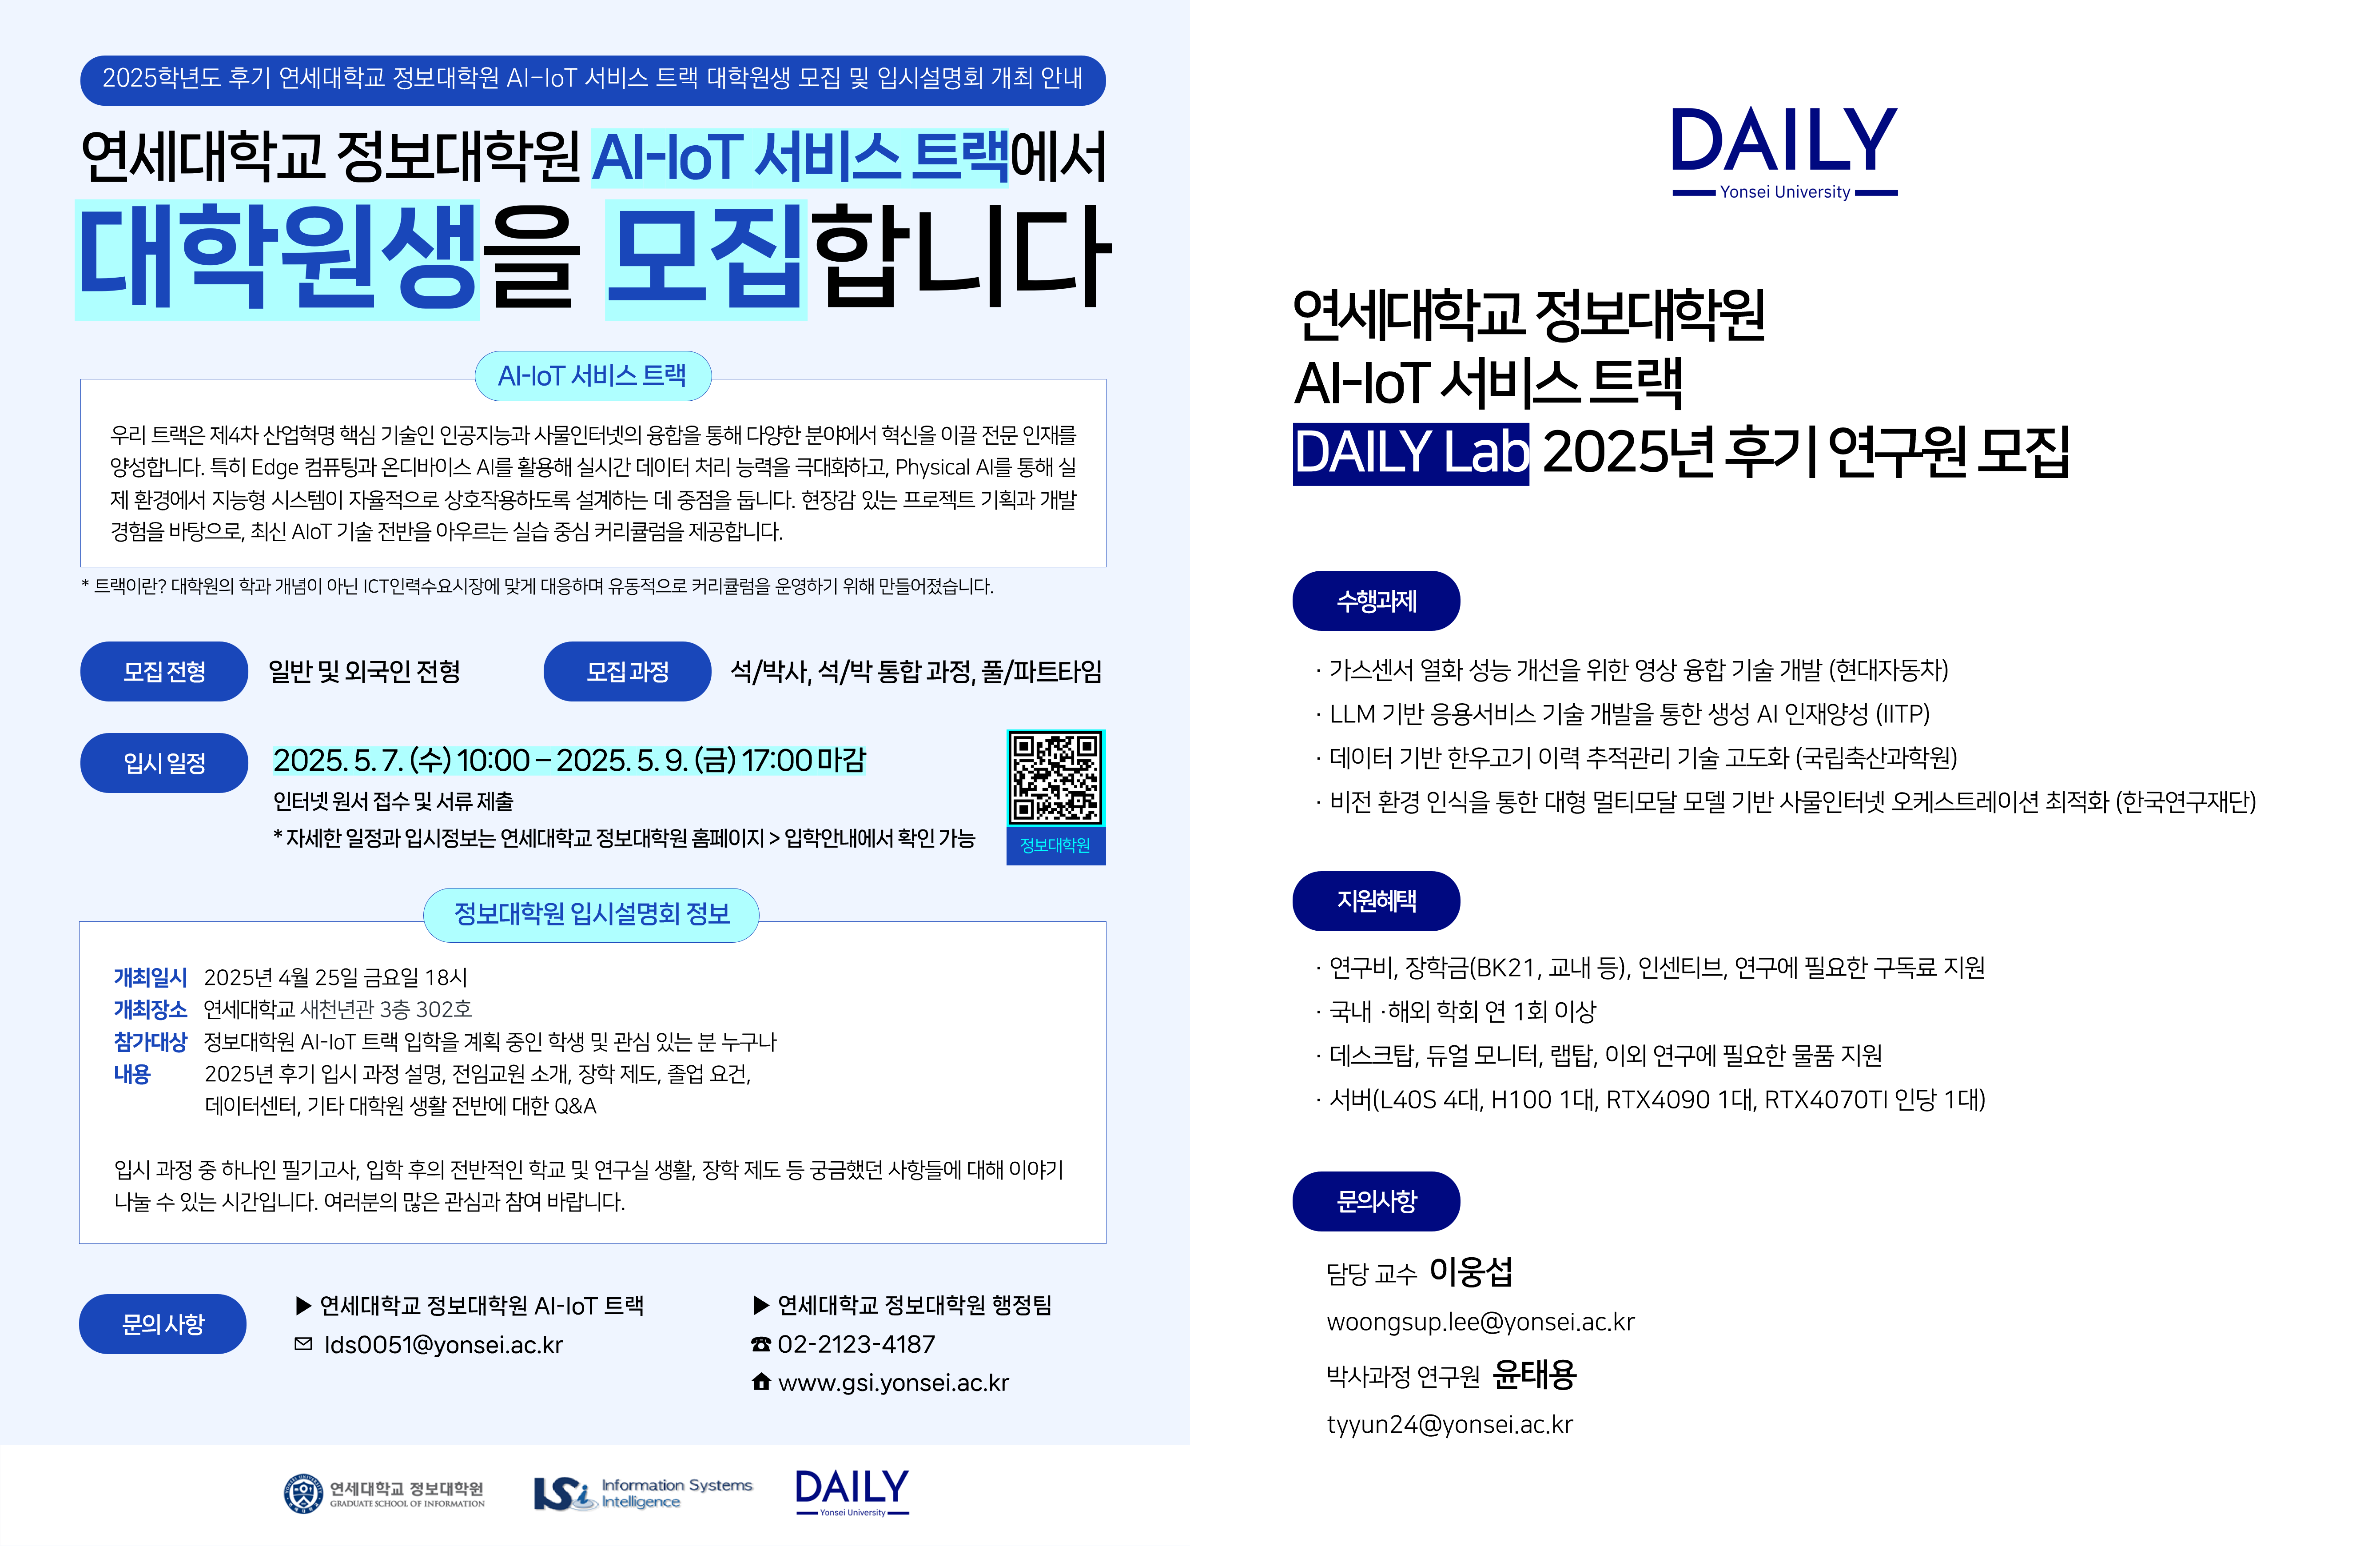 2025학년도 후기 연세대학교 정보대학원 AI-IoT 서비스 트랙 대학원생 모집 및 입시설명회 개최 안내
연세대학교 정보대학원 AI-IoT 서비스 트랙에서
대학원생을 모집합니다
AI-IoT 서비스 트랙
우리 트랙은 제4차 산업혁명 핵심 기술인 인공지능과 사물인터넷의 융합을 통해 다양한 분야에서 혁신을 이끌 전문 인재를
양성합니다. 특히 Edge 컴퓨팅과 온디바이스 AI를 활용해 실시간 데이터 처리 능력을 극대화하고, Physical AI를 통해 실
제 환경에서 지능형 시스템이 자율적으로 상호작용하도록 설계하는 데 중점을 둡니다. 현장감 있는 프로젝트 기획과 개발
경험을 바탕으로, 최신 AIoT 기술 전반을 아우르는 실습 중심 커리큘럼을 제공합니다.
* 트랙이란? 대학원의 학과 개념이 아닌 ICT인력수요시장에 맞게 대응하며 유동적으로 커리큘럼을 운영하기 위해 만들어졌습니다.
모집 전형 일반 및 외국인 전형 모집 과정 석/박사, 석/박 통합 과정, 풀/파트타임
입시 일정 2025. 5. 7. (수) 10:00 – 2025. 5. 9. (금) 17:00 마감
인터넷 원서 접수 및 서류 제출
* 자세한 일정과 입시정보는 연세대학교 정보대학원 홈페이지 > 입학안내에서 확인 가능
정보대학원
정보대학원 입시설명회 정보
개최일시 2025년 4월 25일 금요일 18시
개최장소 연세대학교 새천년관 3층 302호
참가대상 정보대학원 AI-IoT 트랙 입학을 계획 중인 학생 및 관심 있는 분 누구나
내용 2025년 후기 입시 과정 설명, 전임교원 소개, 장학 제도, 졸업 요건,
데이터센터, 기타 대학원 생활 전반에 대한 Q&A
입시 과정 중 하나인 필기고사, 입학 후의 전반적인 학교 및 연구실 생활, 장학 제도 등 궁금했던 사항들에 대해 이야기
나눌 수 있는 시간입니다. 여러분의 많은 관심과 참여 바랍니다.
문의 사항
▶ 연세대학교 정보대학원 AI-IoT 트랙
✉ lds0051@yonsei.ac.kr
▶ 연세대학교 정보대학원 행정팀
☎ 02-2123-4187
www.gsi.yonsei.ac.kr
연세대학교 정보대학원
GRADUATE SCHOOL OF INFORMATION
ISi Information Systems
Intelligence
DAILY
Yonsei University
DAILY
Yonsei University
연세대학교 정보대학원
AI-IoT 서비스 트랙
DAILY Lab 2025년 후기 연구원 모집
수행과제
· 가스센서 열화 성능 개선을 위한 영상 융합 기술 개발 (현대자동차)
· LLM 기반 응용서비스 기술 개발을 통한 생성 AI 인재양성 (IITP)
· 데이터 기반 한우고기 이력 추적관리 기술 고도화 (국립축산과학원)
· 비전 환경 인식을 통한 대형 멀티모달 모델 기반 사물인터넷 오케스트레이션 최적화 (한국연구재단)
지원혜택
· 연구비, 장학금(BK21, 교내 등), 인센티브, 연구에 필요한 구독료 지원
· 국내 ·해외 학회 연 1회 이상
· 데스크탑, 듀얼 모니터, 랩탑, 이외 연구에 필요한 물품 지원
· 서버(L40S 4대, H100 1대, RTX4090 1대, RTX4070TI 인당 1대)
문의사항
담당 교수 이웅섭
woongsup.lee@yonsei.ac.kr
박사과정 연구원 윤태용
tyyun24@yonsei.ac.kr